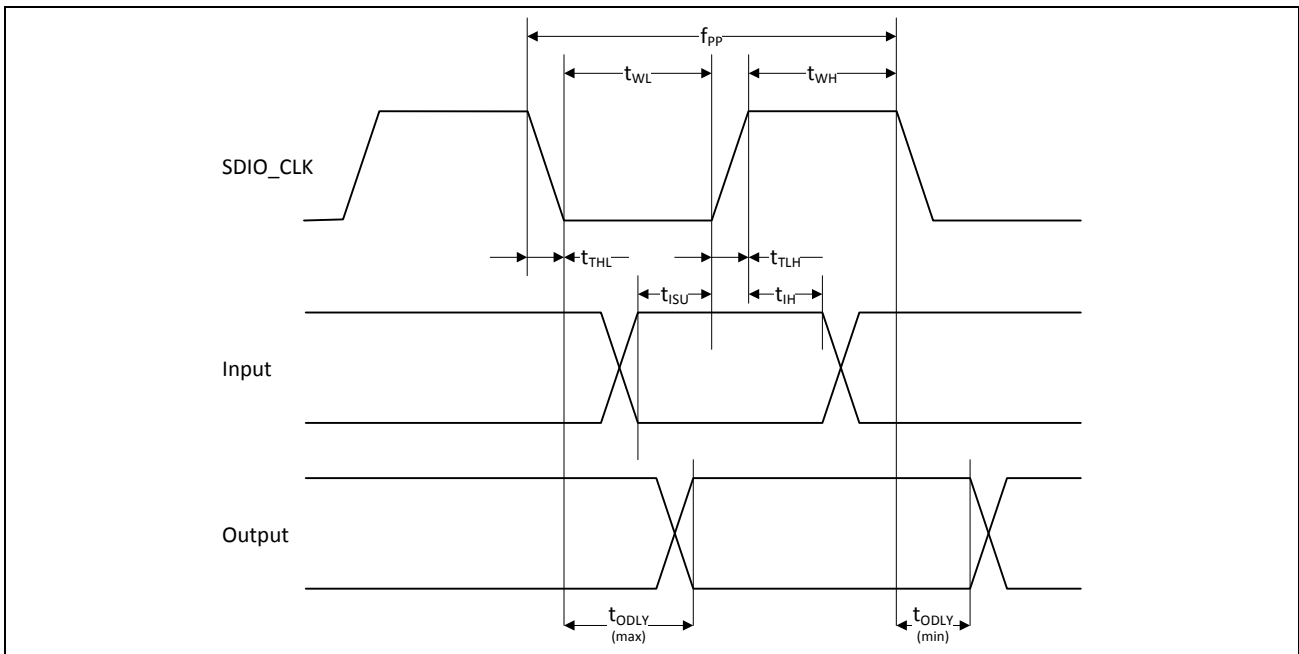 fPP
tWL
tWH
SDIO_CLK
tTHL
tTLH
tISU
tIH
Input
Output
tODLY
(max)
tODLY
(min)